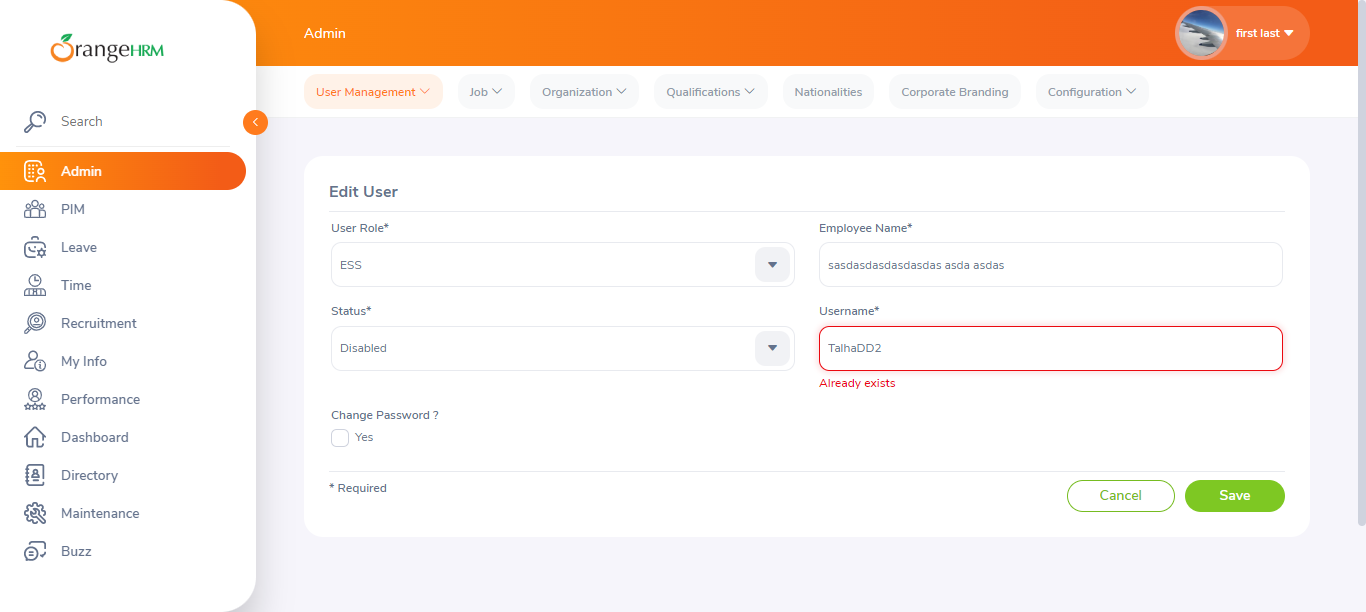 OrangeHRM
Admin
first last
User Management
Job
Organization
Qualifications
Nationalities
Corporate Branding
Configuration
Search
Admin
PIM
Leave
Time
Recruitment
My Info
Performance
Dashboard
Directory
Maintenance
Buzz
Edit User
User Role*
Employee Name*
ESS
sasdasdasdasdasdas asda asdas
Status*
Username*
Disabled
TalhaDD2
Already exists
Change Password ?
Yes
* Required
Cancel
Save